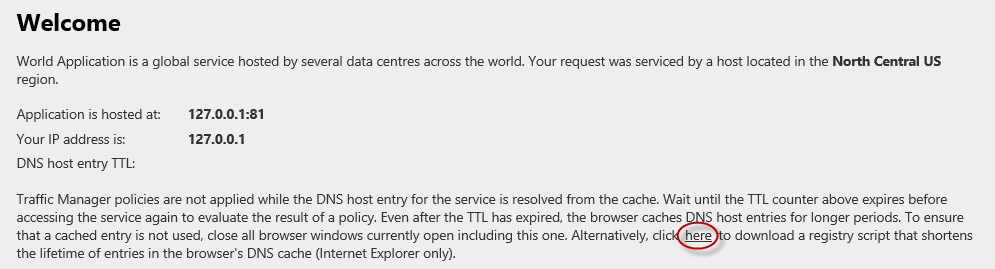 Welcome
World Application is a global service hosted by several data centres across the world. Your request was serviced by a host located in the North Central US
region.
Application is hosted at: 127.0.0.1:81
Your IP address is: 127.0.0.1
DNS host entry TTL:
Traffic Manager policies are not applied while the DNS host entry for the service is resolved from the cache. Wait until the TTL counter above expires before
accessing the service again to evaluate the result of a policy. Even after the TTL has expired, the browser caches DNS host entries for longer periods. To ensure
that a cached entry is not used, close all browser windows currently open including this one. Alternatively, click here to download a registry script that shortens
the lifetime of entries in the browser's DNS cache (Internet Explorer only).